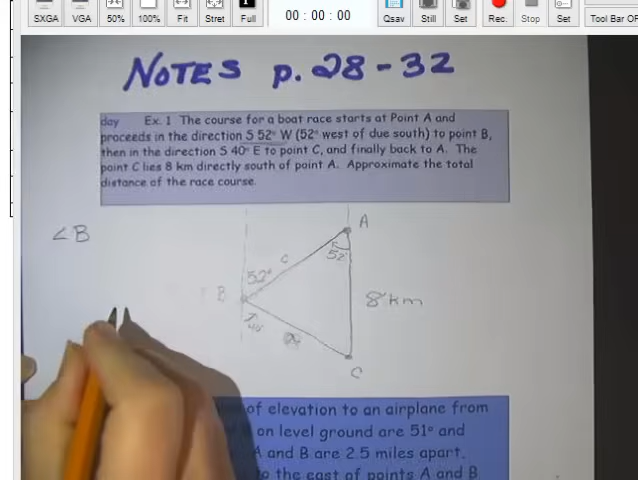 SXGA VGA 50% 100% Fit Stret Full 00 : 00 : 00 Qsav Still Set Rec. Stop Set Tool Bar OF
NOTES p. 28-32
day Ex. 1 The course for a boat race starts at Point A and
proceeds in the direction S 52° W (52° west of due south) to point B,
then in the direction S 40° E to point C, and finally back to A. The
point C lies 8 km directly south of point A. Approximate the total
distance of the race course.
∠B
A
52
c
52°
B
8 km
40°
C
of elevation to an airplane from
on level ground are 51° and
A and B are 2.5 miles apart,
to the east of points A and B